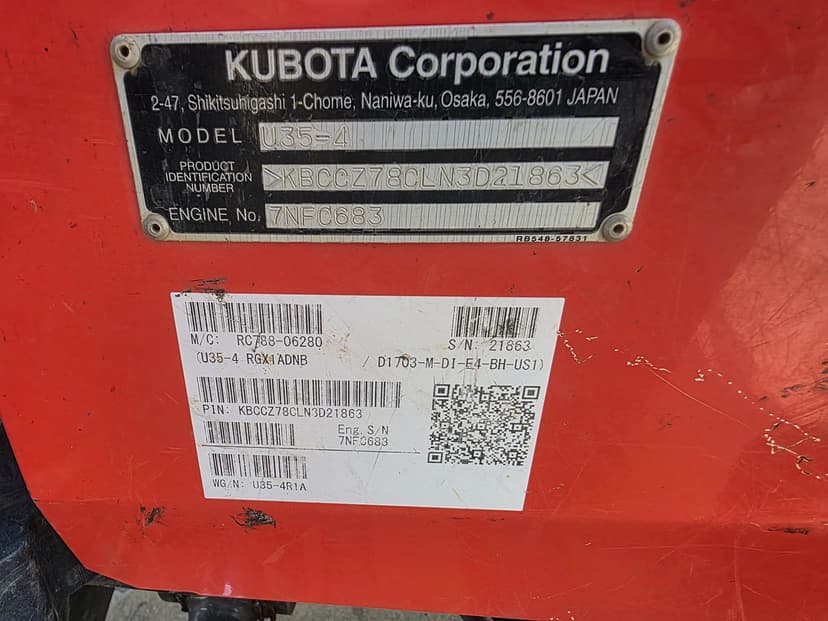 KUBOTA Corporation
2-47, Shikitsuhigashi 1-Chome, Naniwa-ku, Osaka, 556-8601 JAPAN
MODEL U35-4
PRODUCT IDENTIFICATION NUMBER >KBCCZ78CLN3D21863<
ENGINE No. 7NFC683
RB548-57831
M/C: RC788-06280 S/N: 21863
(U35-4 RGX1ADNB / D1703-M-DI-E4-BH-US1)
PIN: KBCCZ78CLN3D21863
Eng. S/N
7NFC683
WG/N: U35-4R1A